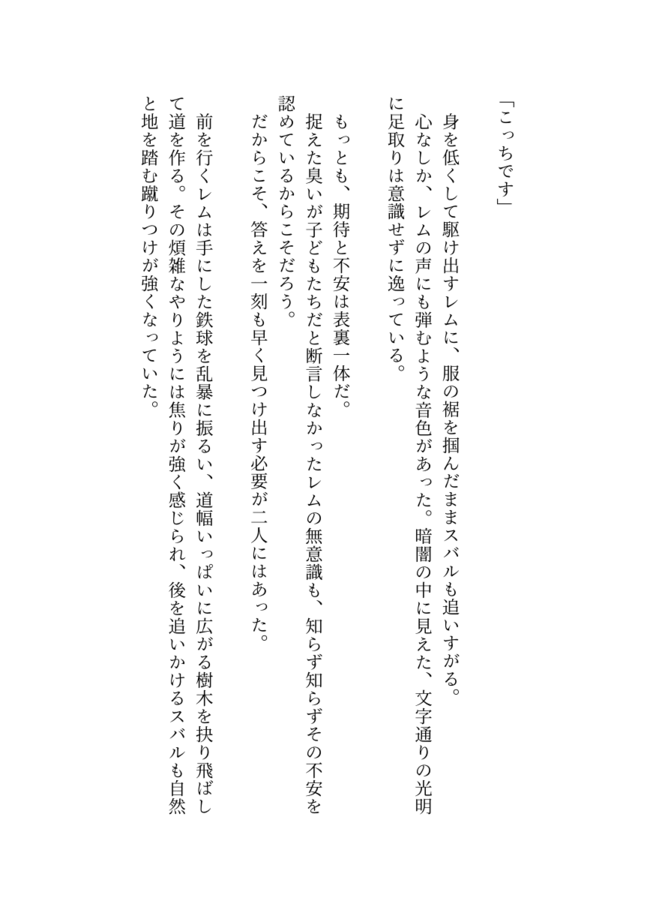 「こっちです」
身を低くして駆け出すレムに、服の裾を掴んだままスバルも追いすがる。
心なしか、レムの声にも弾むような音色があった。暗闇の中に見えた、文字通りの光明
に足取りは意識せずに逸っている。
もっとも、期待と不安は表裏一体だ。
捉えた臭いが子どもたちだと断言しなかったレムの無意識も、知らず知らずその不安を
認めているからこそだろう。
だからこそ、答えを一刻も早く見つけ出す必要が二人にはあった。
前を行くレムは手にした鉄球を乱暴に振るい、道幅いっぱいに広がる樹木を抉り飛ばし
て道を作る。その煩雑なやりようには焦りが強く感じられ、後を追いかけるスバルも自然
と地を踏む蹴りつけが強くなっていた。